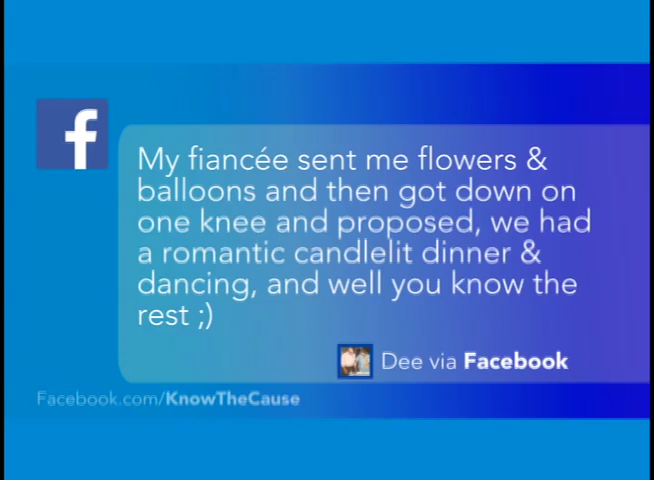 f
My fiancée sent me flowers &
balloons and then got down on
one knee and proposed, we had
a romantic candlelit dinner &
dancing, and well you know the
rest ;)
Dee via Facebook
Facebook.com/KnowTheCause